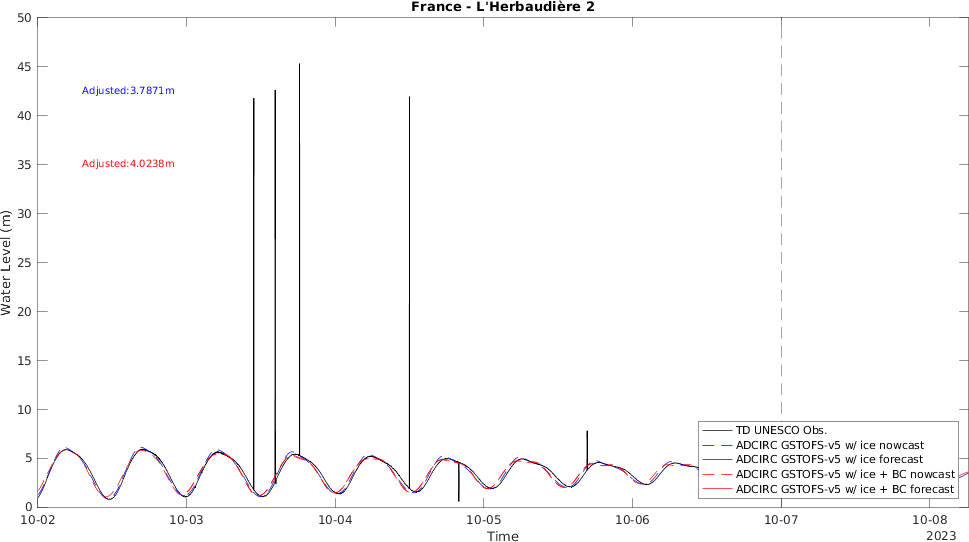 France - L'Herbaudière 2
Water Level (m)
50
45
40
35
30
25
20
15
10
5
0
Adjusted:3.7871m
Adjusted:4.0238m
TD UNESCO Obs.
ADCIRC GSTOFS-v5 w/ ice nowcast
ADCIRC GSTOFS-v5 w/ ice forecast
ADCIRC GSTOFS-v5 w/ ice + BC nowcast
ADCIRC GSTOFS-v5 w/ ice + BC forecast
10-02 10-03 10-04 10-05 10-06 10-07 10-08
Time
2023